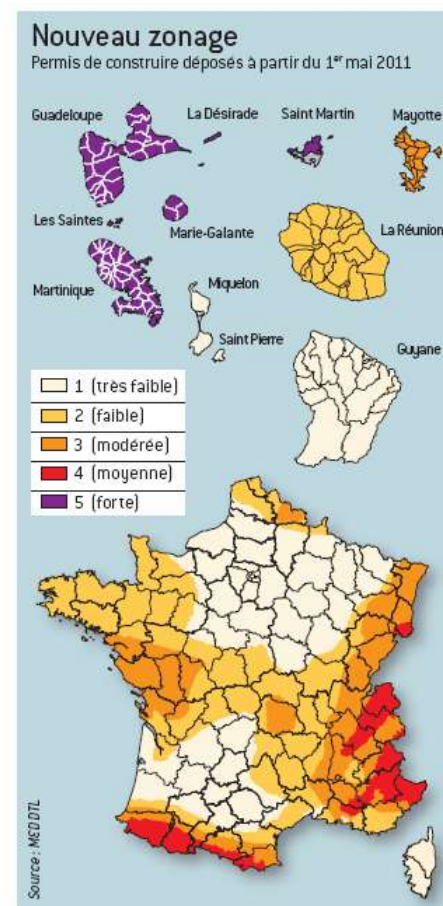 Nouveau zonage
Permis de construire déposés à partir du 1er mai 2011
Guadeloupe
La Désirade
Saint Martin
Mayotte
Les Saintes
Marie-Galante
La Réunion
Martinique
Miquelon
Saint Pierre
Guyane
1 (très faible)
2 (faible)
3 (modérée)
4 (moyenne)
5 (forte)
Source : MEDDTL